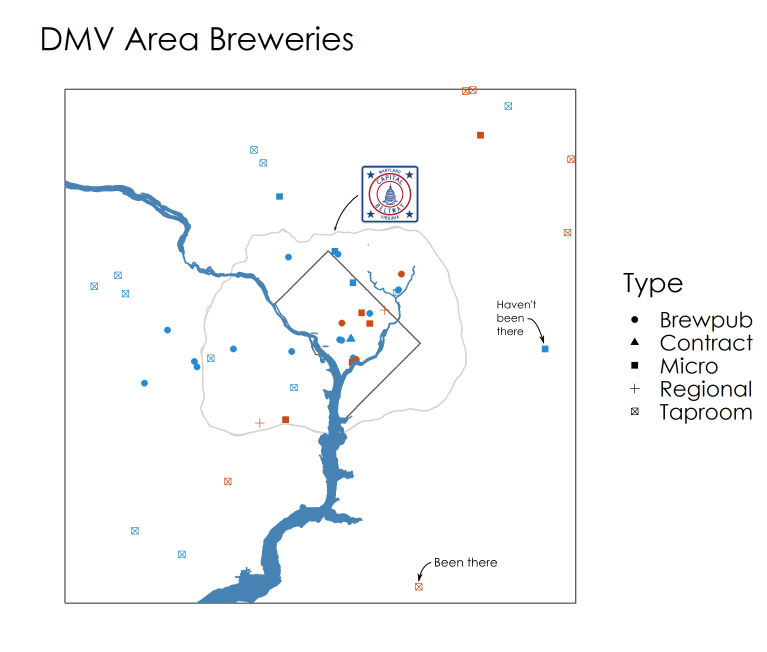 DMV Area Breweries
MARYLAND
CAPITAL
BELTWAY
VIRGINIA
Haven't
been
there
Type
Brewpub
Contract
Micro
Regional
Taproom
Been there